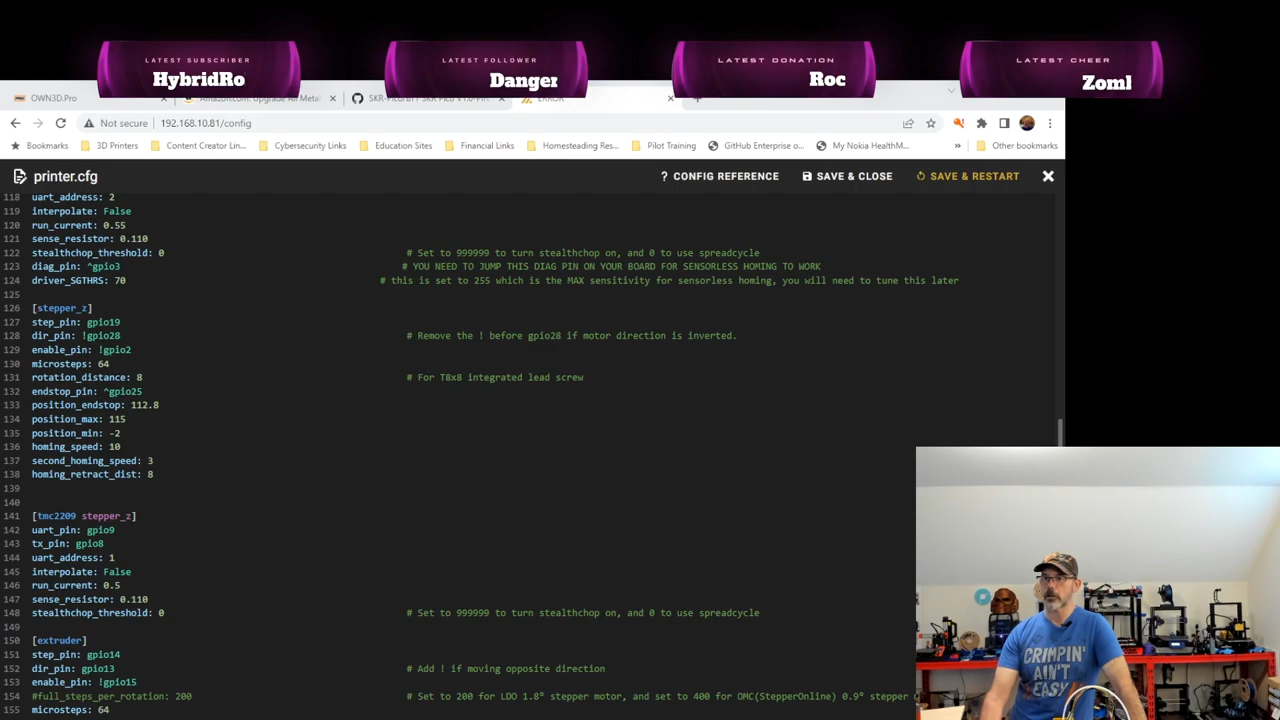 LATEST SUBSCRIBER
HybridRo
LATEST FOLLOWER
Danger
LATEST DONATION
Roc
LATEST CHEER
Zoml
OWN3D.Pro
Amazon.com: Upgrade All Metal
ERROR
Not secure 192.168.10.81/config
Bookmarks 3D Printers Content Creator Lin... Cybersecurity Links Education Sites Financial Links Homesteading Res... Pilot Training GitHub Enterprise o... My Nokia HealthM... » Other bookmarks
printer.cfg
? CONFIG REFERENCE SAVE & CLOSE SAVE & RESTART
118 uart_address: 2
119 interpolate: False
120 run_current: 0.55
121 sense_resistor: 0.110
122 stealthchop_threshold: 0 # Set to 999999 to turn stealthchop on, and 0 to use spreadcycle
123 diag_pin: ^gpio3 # YOU NEED TO JUMP THIS DIAG PIN ON YOUR BOARD FOR SENSORLESS HOMING TO WORK
124 driver_SGTHRS: 70 # this is set to 255 which is the MAX sensitivity for sensorless homing, you will need to tune this later
125
126 [stepper_z]
127 step_pin: gpio19
128 dir_pin: !gpio28 # Remove the ! before gpio28 if motor direction is inverted.
129 enable_pin: !gpio2
130 microsteps: 64
131 rotation_distance: 8 # For T8x8 integrated lead screw
132 endstop_pin: ^gpio25
133 position_endstop: 112.8
134 position_max: 115
135 position_min: -2
136 homing_speed: 10
137 second_homing_speed: 3
138 homing_retract_dist: 8
139
140
141 [tmc2209 stepper_z]
142 uart_pin: gpio9
143 tx_pin: gpio8
144 uart_address: 1
145 interpolate: False
146 run_current: 0.5
147 sense_resistor: 0.110
148 stealthchop_threshold: 0 # Set to 999999 to turn stealthchop on, and 0 to use spreadcycle
149
150 [extruder]
151 step_pin: gpio14
152 dir_pin: gpio13 # Add ! if moving opposite direction
153 enable_pin: !gpio15
154 #full_steps_per_rotation: 200 # Set to 200 for LDO 1.8° stepper motor, and set to 400 for OMC(StepperOnline) 0.9° stepper
155 microsteps: 64
CRIMPIN'
AIN'T
EASY